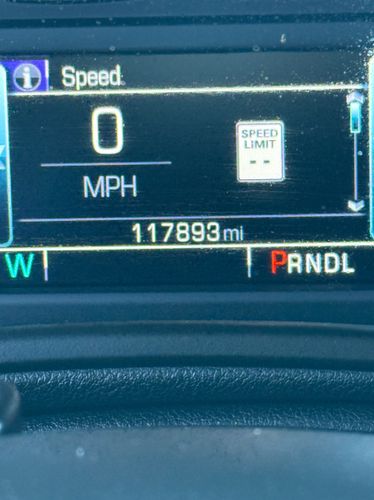 i Speed
0
MPH
SPEED
LIMIT
--
117893 mi
W PRNDL